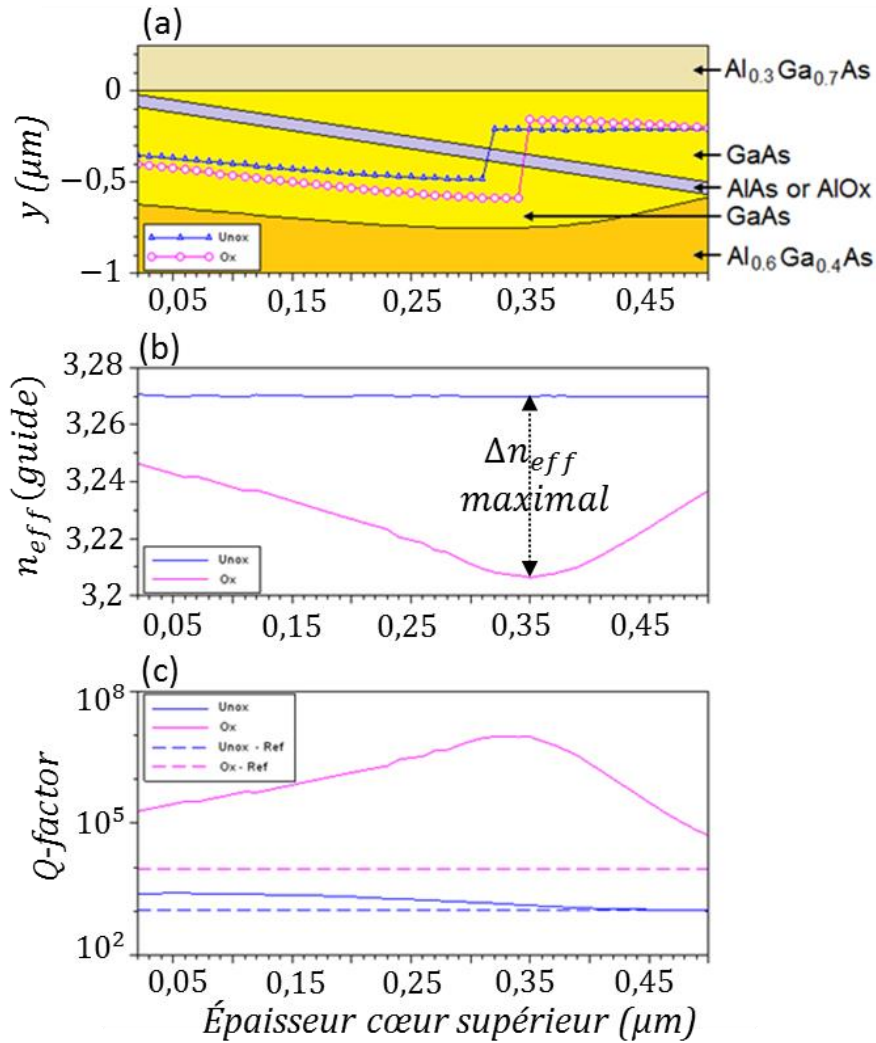 (a)
0
−0,5
−1
y (µm)
Unox
Ox
Al0.3Ga0.7As
GaAs
AlAs or AlOx
GaAs
Al0.6Ga0.4As
0,05 0,15 0,25 0,35 0,45
(b)
3,28
3,26
3,24
3,22
3,2
neff(guide)
Δneff
maximal
Unox
Ox
0,05 0,15 0,25 0,35 0,45
(c)
10^8
10^5
10^2
Q-factor
Unox
Ox
Unox - Ref
Ox - Ref
0,05 0,15 0,25 0,35 0,45
Épaisseur cœur supérieur (µm)